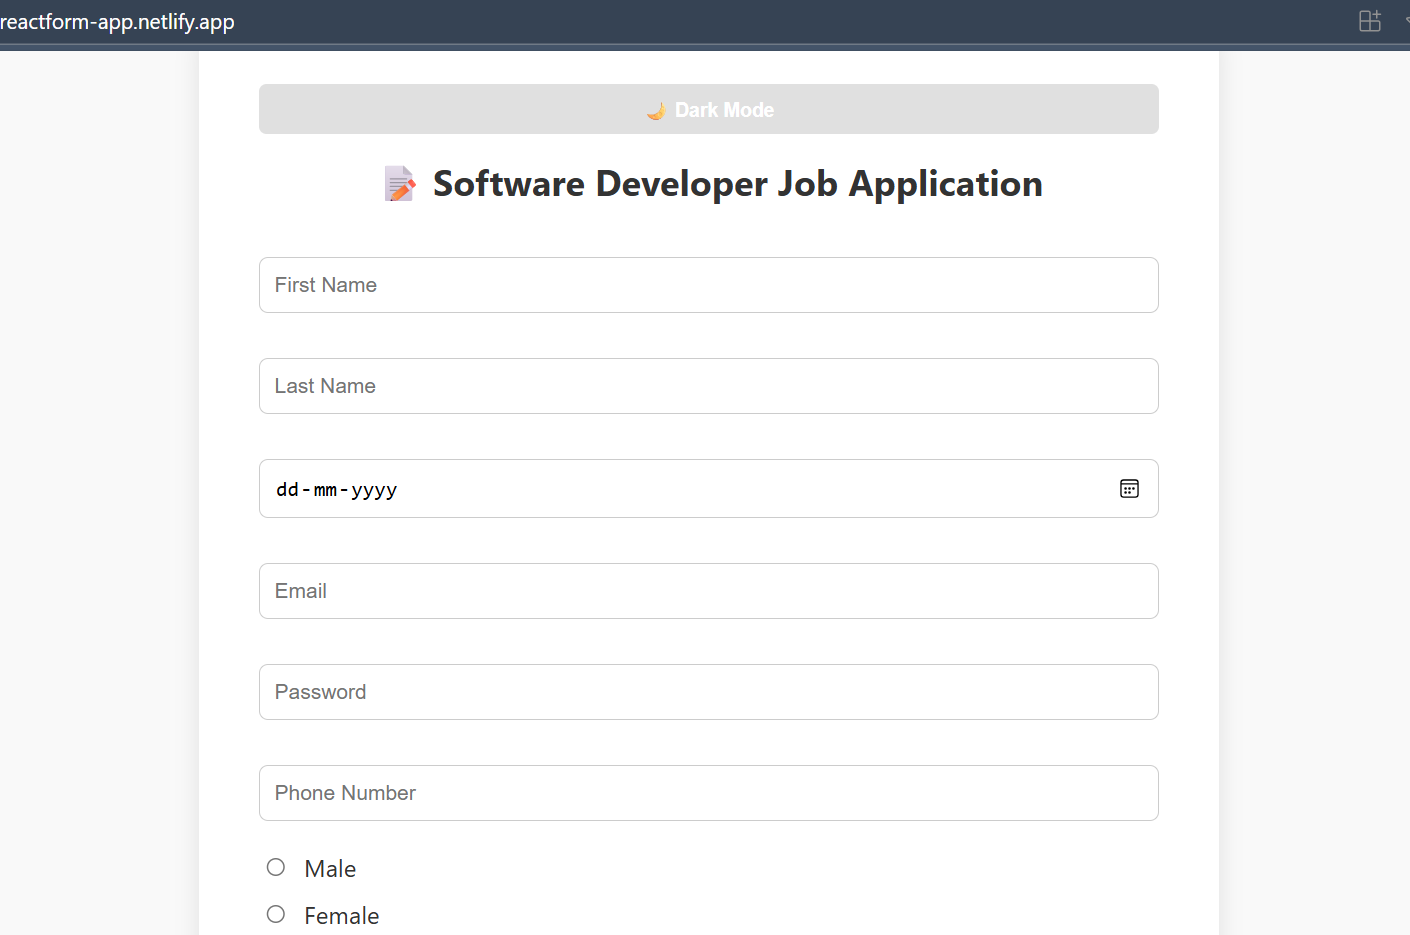 reactform-app.netlify.app
🌙 Dark Mode
📝 Software Developer Job Application
First Name
Last Name
dd-mm-yyyy
Email
Password
Phone Number
Male
Female